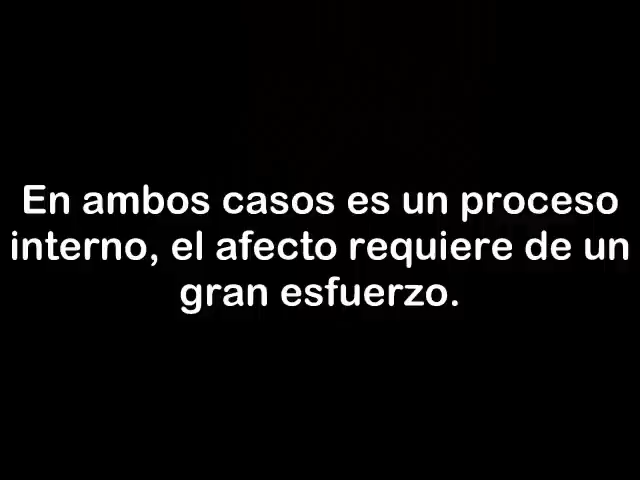 En ambos casos es un proceso
interno, el afecto requiere de un
gran esfuerzo.